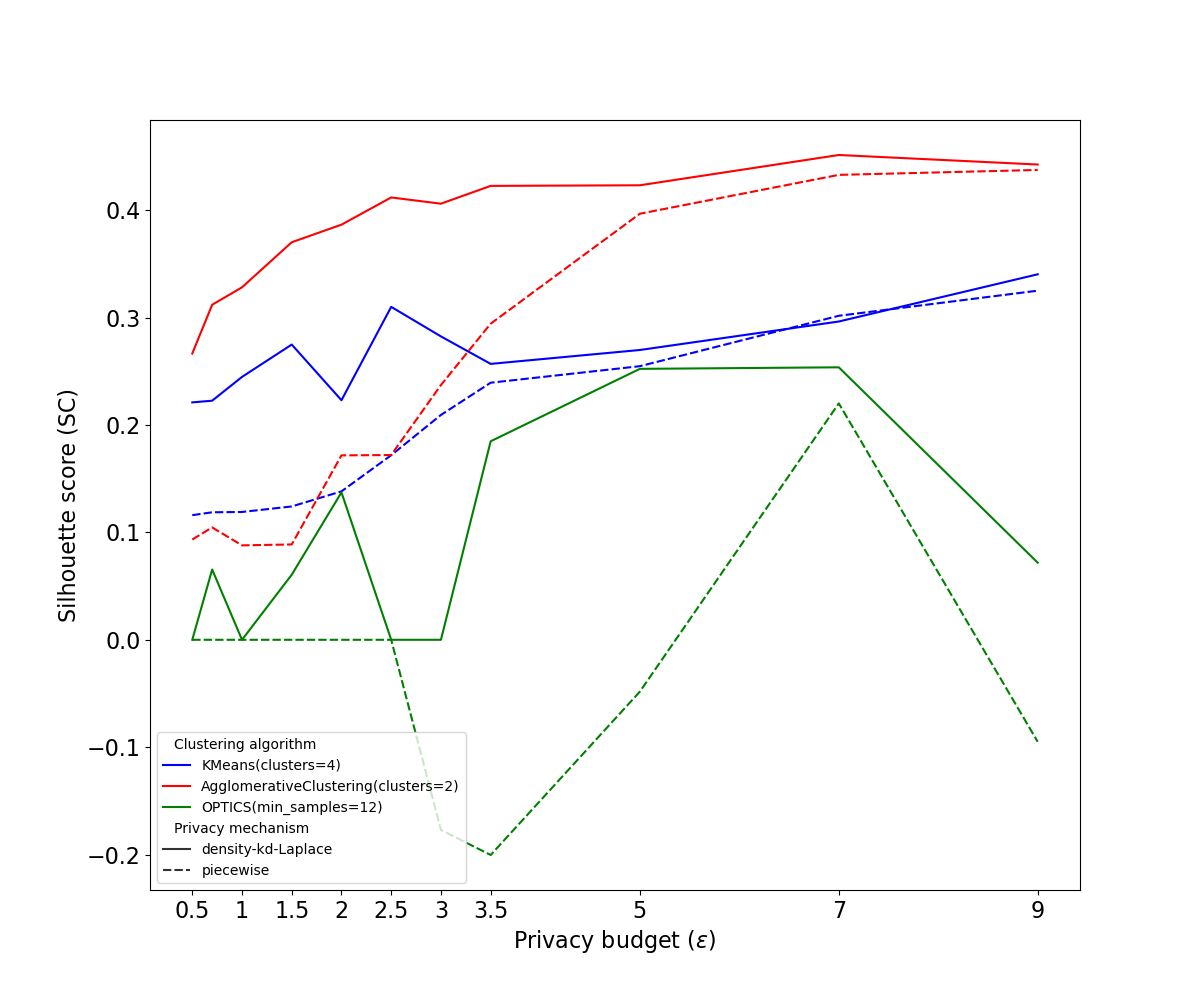 0.4
0.3
0.2
0.1
0.0
−0.1
−0.2
Silhouette score (SC)
Clustering algorithm
KMeans(clusters=4)
AgglomerativeClustering(clusters=2)
OPTICS(min_samples=12)
Privacy mechanism
density-kd-Laplace
piecewise
0.5 1 1.5 2 2.5 3 3.5 5 7 9
Privacy budget (ε)